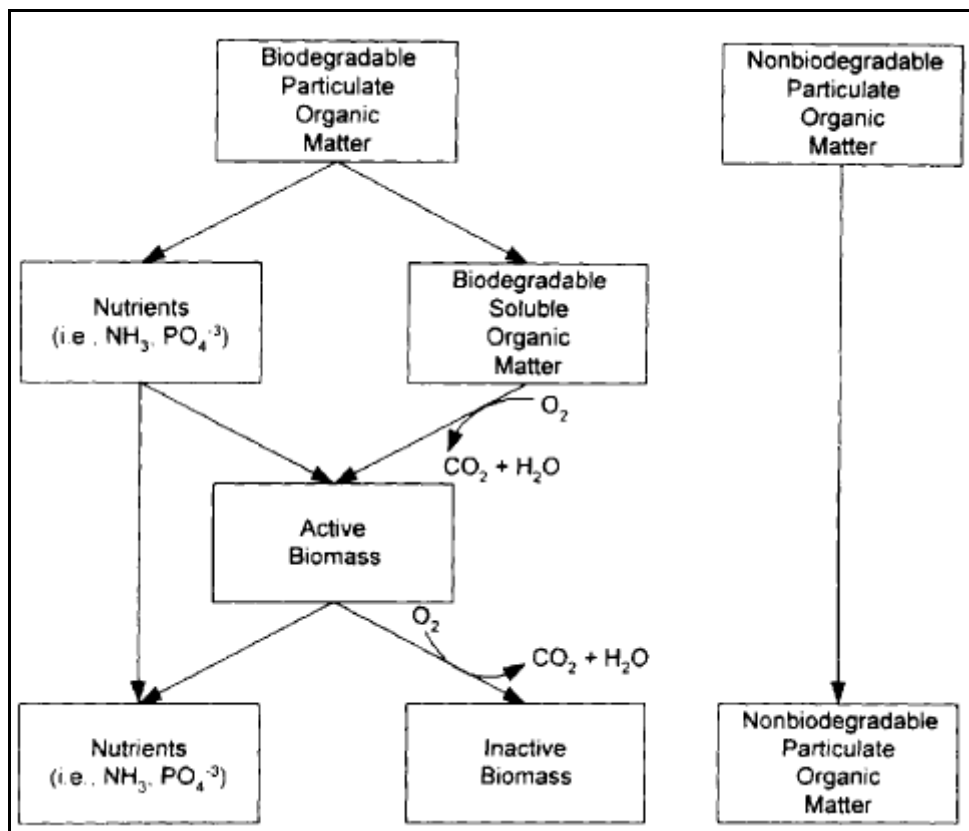 Biodegradable
Particulate
Organic
Matter
Nonbiodegradable
Particulate
Organic
Matter
Nutrients
(i.e., NH₃, PO₄⁻³)
Biodegradable
Soluble
Organic
Matter
O₂
CO₂ + H₂O
Active
Biomass
O₂
CO₂ + H₂O
Nutrients
(i.e., NH₃, PO₄⁻³)
Inactive
Biomass
Nonbiodegradable
Particulate
Organic
Matter